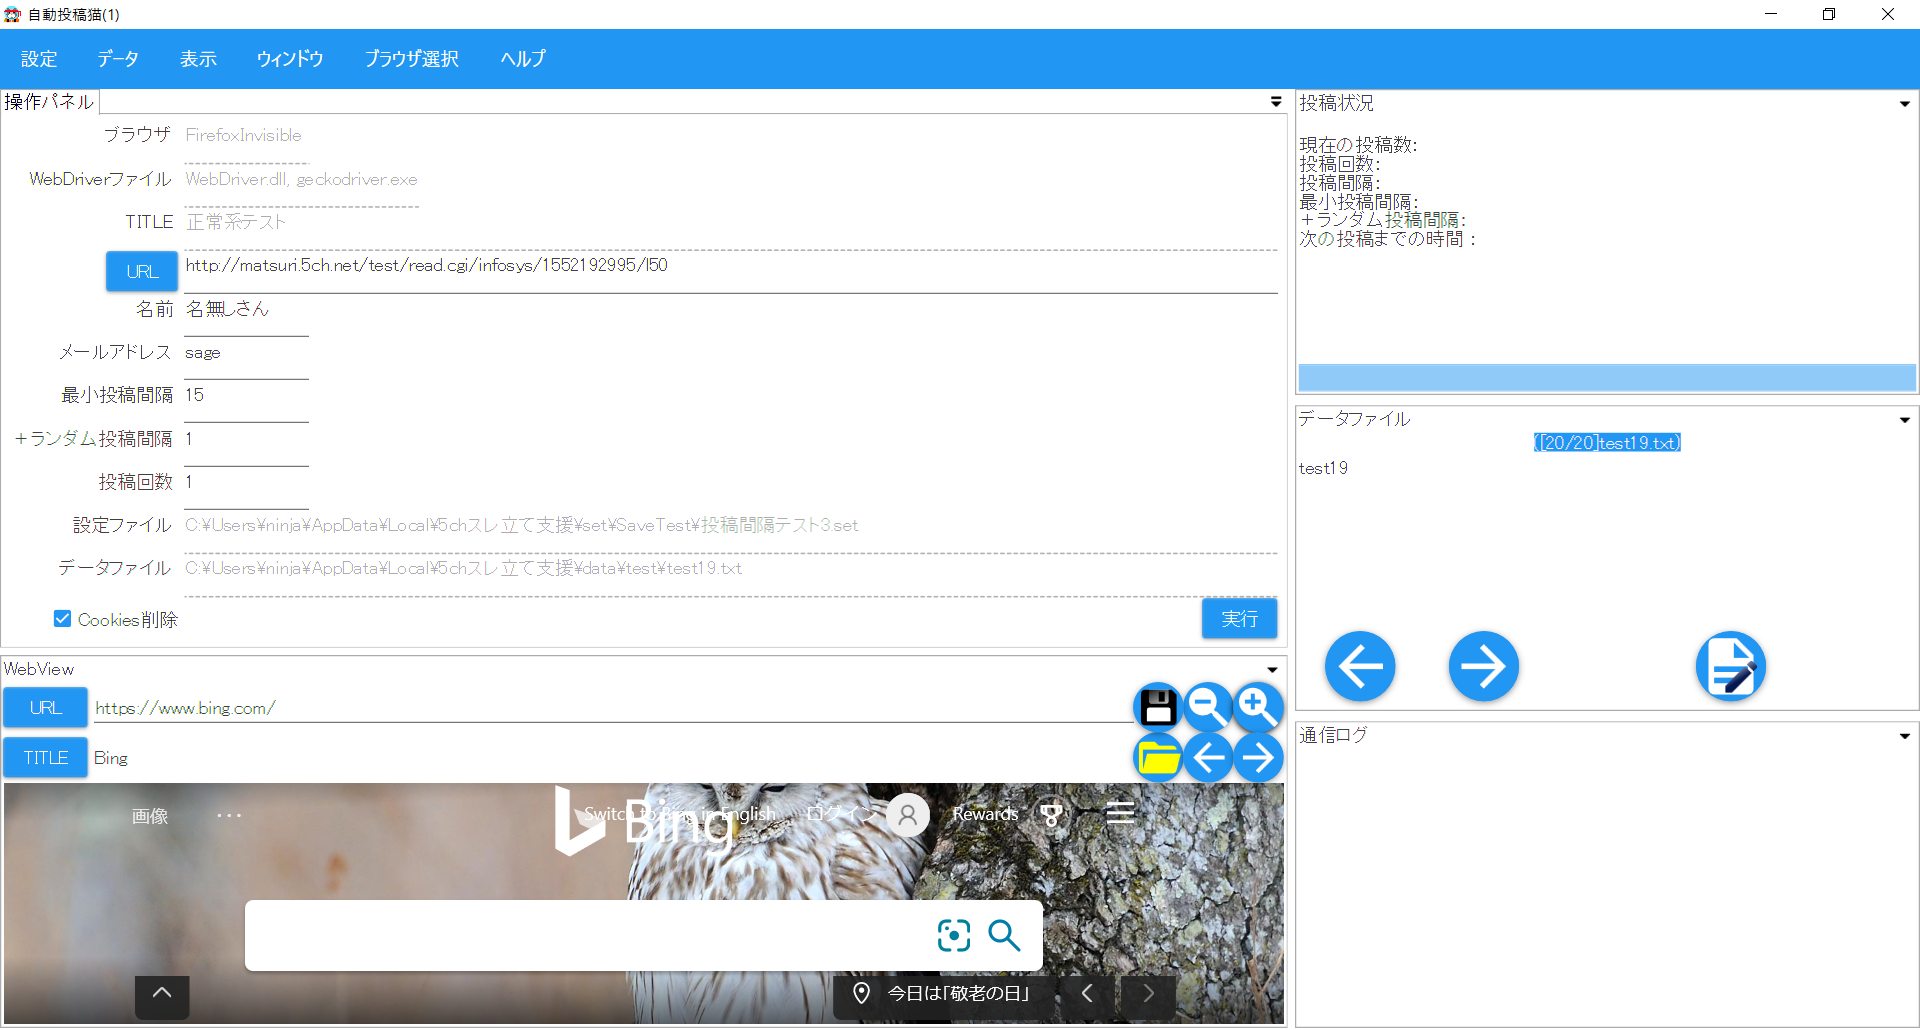 自動投稿猫(1)
設定 データ 表示 ウィンドウ ブラウザ選択 ヘルプ
操作パネル
ブラウザ FirefoxInvisible
WebDriverファイル WebDriver.dll, geckodriver.exe
TITLE 正常系テスト
URL http://matsuri.5ch.net/test/read.cgi/infosys/1552192995/l50
名前 名無しさん
メールアドレス sage
最小投稿間隔 15
+ランダム投稿間隔 1
投稿回数 1
設定ファイル C:¥Users¥ninja¥AppData¥Local¥5chスレ立て支援¥set¥SaveTest¥投稿間隔テスト3.set
データファイル C:¥Users¥ninja¥AppData¥Local¥5chスレ立て支援¥data¥test¥test19.txt
Cookies削除 実行
WebView
URL https://www.bing.com/
TITLE Bing
画像 ... Bing Switch to Bing in English ログイン Rewards
今日は「敬老の日」
投稿状況
現在の投稿数:
投稿回数:
投稿間隔:
最小投稿間隔:
+ランダム投稿間隔:
次の投稿までの時間 :
データファイル
([20/20]test19.txt)
test19
通信ログ